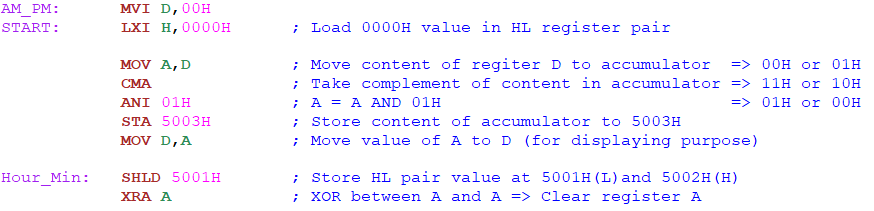 AM_PM: MVI D,00H
START: LXI H,0000H ; Load 0000H value in HL register pair
MOV A,D ; Move content of regiter D to accumulator => 00H or 01H
CMA ; Take complement of content in accumulator => 11H or 10H
ANI 01H ; A = A AND 01H => 01H or 00H
STA 5003H ; Store content of accumulator to 5003H
MOV D,A ; Move value of A to D (for displaying purpose)
Hour_Min: SHLD 5001H ; Store HL pair value at 5001H(L)and 5002H(H)
XRA A ; XOR between A and A => Clear register A